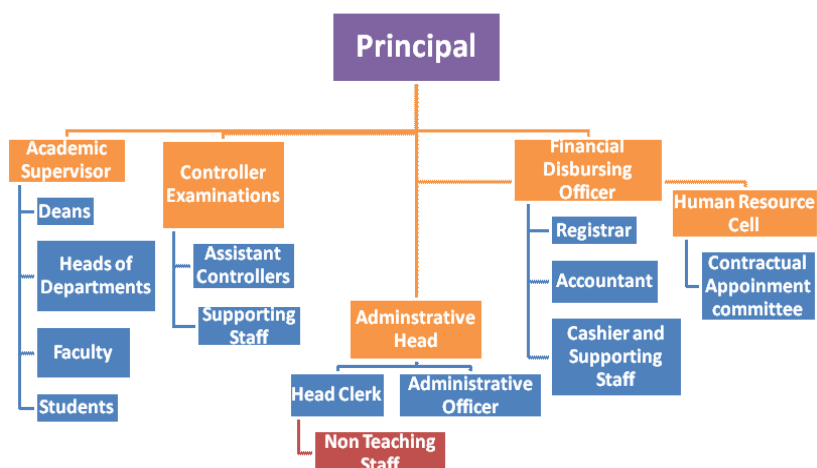 Principal
Academic
Supervisor
Deans
Heads of
Departments
Faculty
Students
Controller
Examinations
Assistant
Controllers
Supporting
Staff
Adminstrative
Head
Head Clerk
Administrative
Officer
Non Teaching
Staff
Financial
Disbursing
Officer
Registrar
Accountant
Cashier and
Supporting
Staff
Human Resource
Cell
Contractual
Appoinment
committee